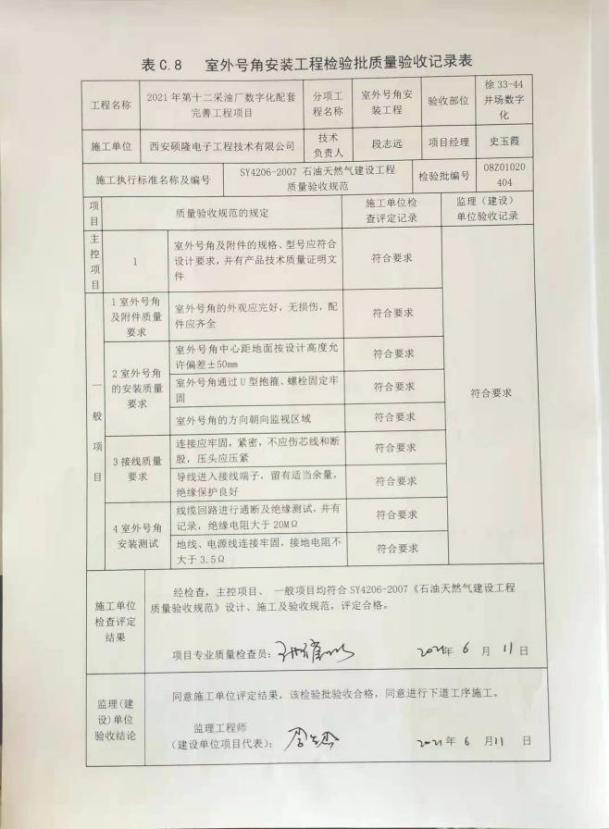 表 C.8 室外号角安装工程检验批质量验收记录表
工程名称
2021 年第十二采油厂数字化配套
完善工程项目
分项工
程名称
室外号角安
装工程
验收部位
徐 33-44
井场数字
化
施工单位
西安硕隆电子工程技术有限公司
技术
负责人
段志远
项目经理
史玉霞
施工执行标准名称及编号
SY4206-2007 石油天然气建设工程
质量验收规范
检验批编号
08Z01020
404
项
目
质量验收规范的规定
施工单位检
查评定记录
监理（建设）
单位验收记录
主
控
项
目
1
室外号角及附件的规格、型号应符合
设计要求，并有产品技术质量证明文
件
符合要求
一
般
项
目
1 室外号角
及附件质量
要求
室外号角的外观应完好，无损伤，配
件应齐全
符合要求
2 室外号角
的安装质量
要求
室外号角中心距地面按设计高度允
许偏差±50mm
符合要求
室外号角通过 U 型抱箍、螺栓固定牢
固
符合要求
室外号角的方向朝向监视区域
符合要求
符合要求
3 接线质量
要求
连接应牢固，紧密，不应伤芯线和断
股，压头应压紧
符合要求
导线进入接线端子，留有适当余量，
绝缘保护良好
符合要求
4 室外号角
安装测试
线缆回路进行通断及绝缘测试，并有
记录，绝缘电阻大于 20MΩ
符合要求
地线、电源线连接牢固，接地电阻不
大于 3.5Ω
符合要求
施工单位
检查评定
结果
经检查，主控项目、 一般项目均符合 SY4206-2007《石油天然气建设工程
质量验收规范》设计、施工及验收规范，评定合格。
项目专业质量检查员：
2021年 6 月 11 日
监理(建
设)单位
验收结论
同意施工单位评定结果，该检验批验收合格，同意进行下道工序施工。
监理工程师
（建设单位项目代表）：
2021 年 6 月11 日